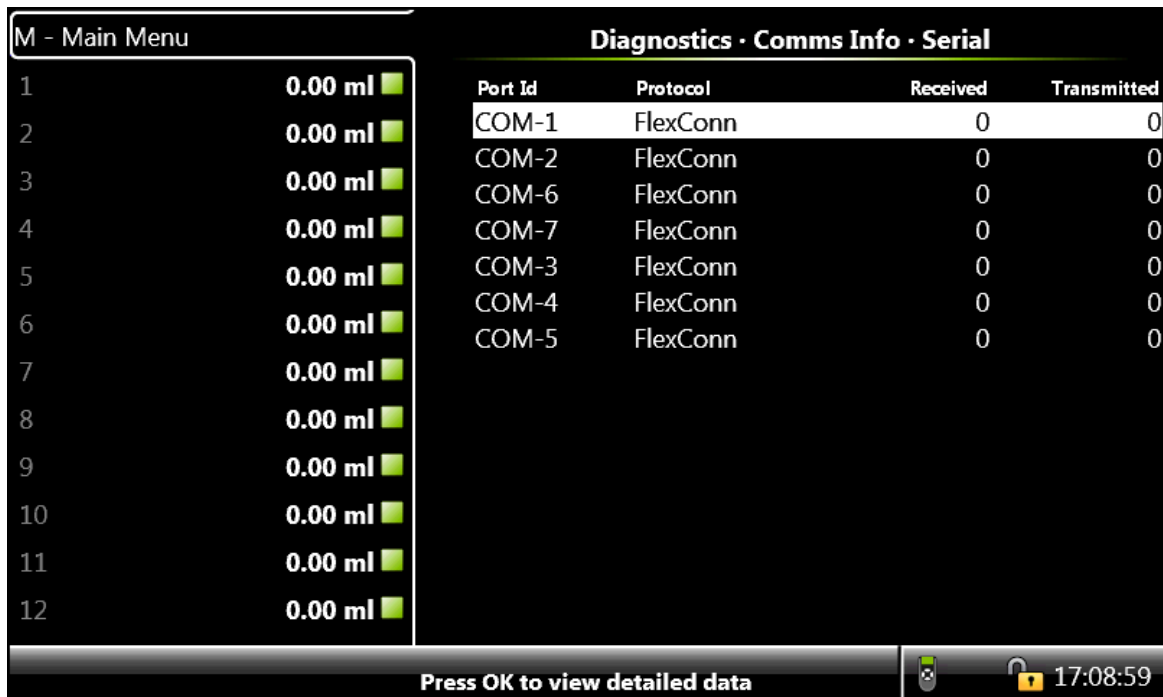 M - Main Menu
1 0.00 ml
2 0.00 ml
3 0.00 ml
4 0.00 ml
5 0.00 ml
6 0.00 ml
7 0.00 ml
8 0.00 ml
9 0.00 ml
10 0.00 ml
11 0.00 ml
12 0.00 ml
Diagnostics · Comms Info · Serial
Port Id Protocol Received Transmitted
COM-1 FlexConn 0 0
COM-2 FlexConn 0 0
COM-6 FlexConn 0 0
COM-7 FlexConn 0 0
COM-3 FlexConn 0 0
COM-4 FlexConn 0 0
COM-5 FlexConn 0 0
Press OK to view detailed data
17:08:59